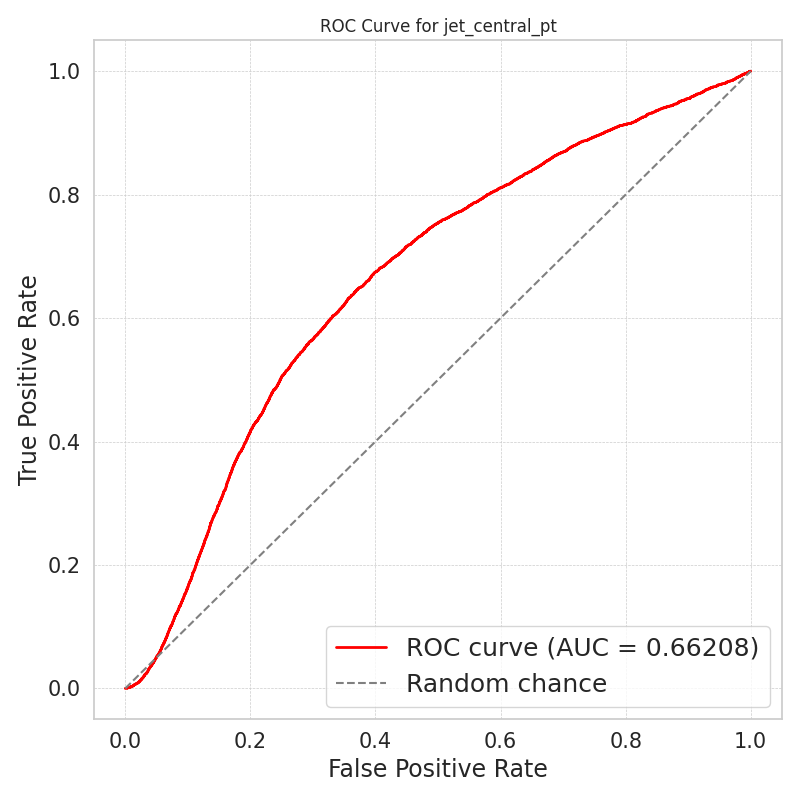 ROC Curve for jet_central_pt
True Positive Rate
1.0
0.8
0.6
0.4
0.2
0.0
ROC curve (AUC = 0.66208)
Random chance
0.0 0.2 0.4 0.6 0.8 1.0
False Positive Rate